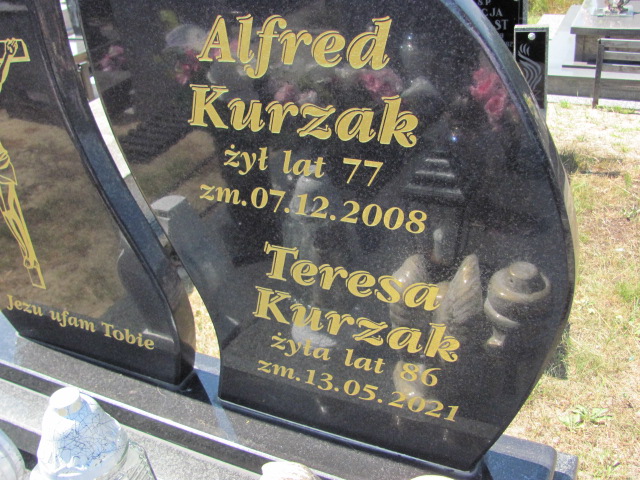 Alfred
Kurzak
żył lat 77
zm.07.12.2008
Teresa
Kurzak
żyła lat 86
zm.13.05.2021
Jezu ufam Tobie